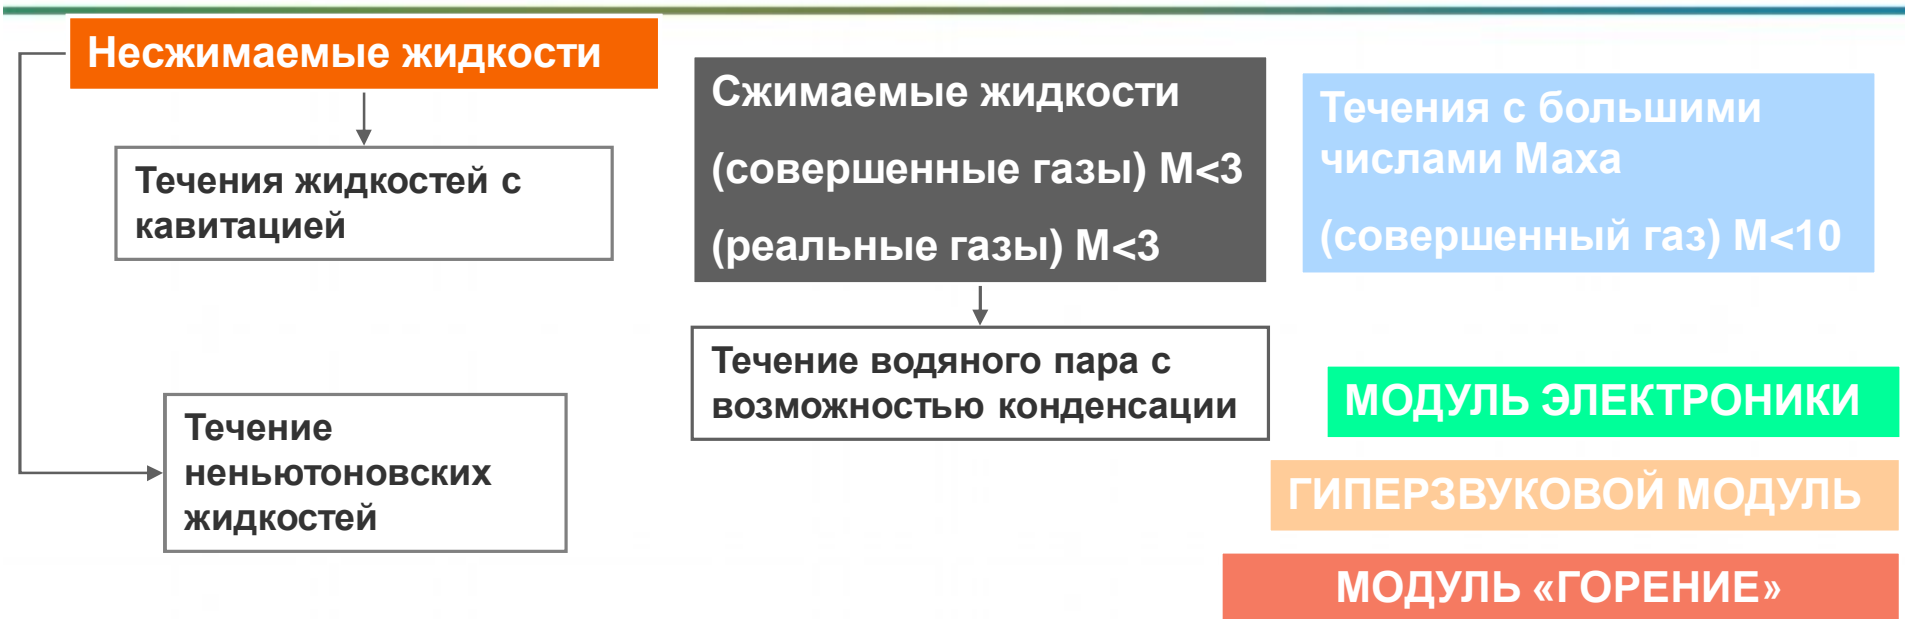 Несжимаемые жидкости
Течения жидкостей с
кавитацией
Течение
неньютоновских
жидкостей
Сжимаемые жидкости
(совершенные газы) М<3
(реальные газы) М<3
Течение водяного пара с
возможностью конденсации
Течения с большими
числами Маха
(совершенный газ) М<10
МОДУЛЬ ЭЛЕКТРОНИКИ
ГИПЕРЗВУКОВОЙ МОДУЛЬ
МОДУЛЬ «ГОРЕНИЕ»